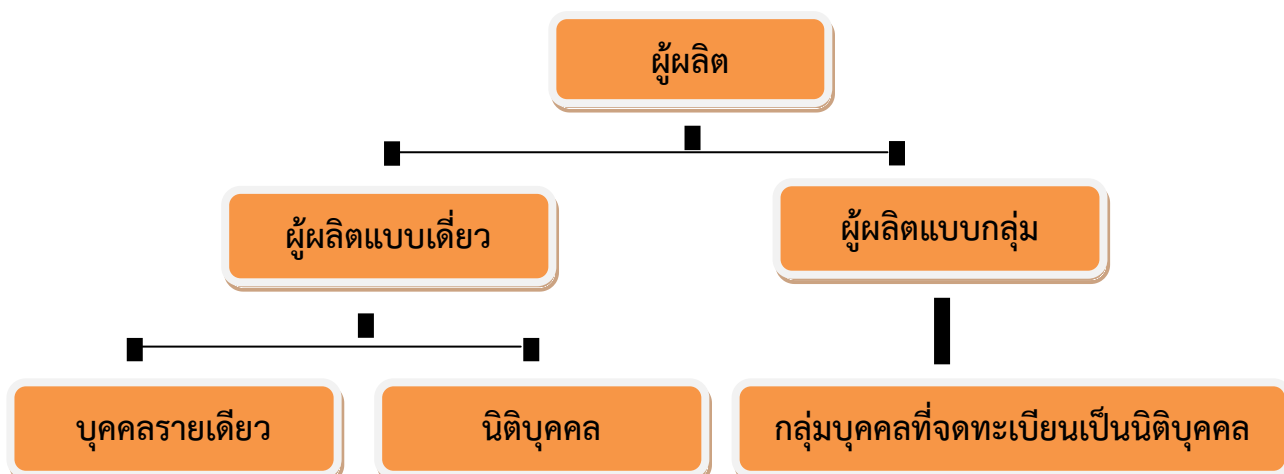 ผู้ผลิต
ผู้ผลิตแบบเดี่ยว
ผู้ผลิตแบบกลุ่ม
บุคคลรายเดียว
นิติบุคคล
กลุ่มบุคคลที่จดทะเบียนเป็นนิติบุคคล